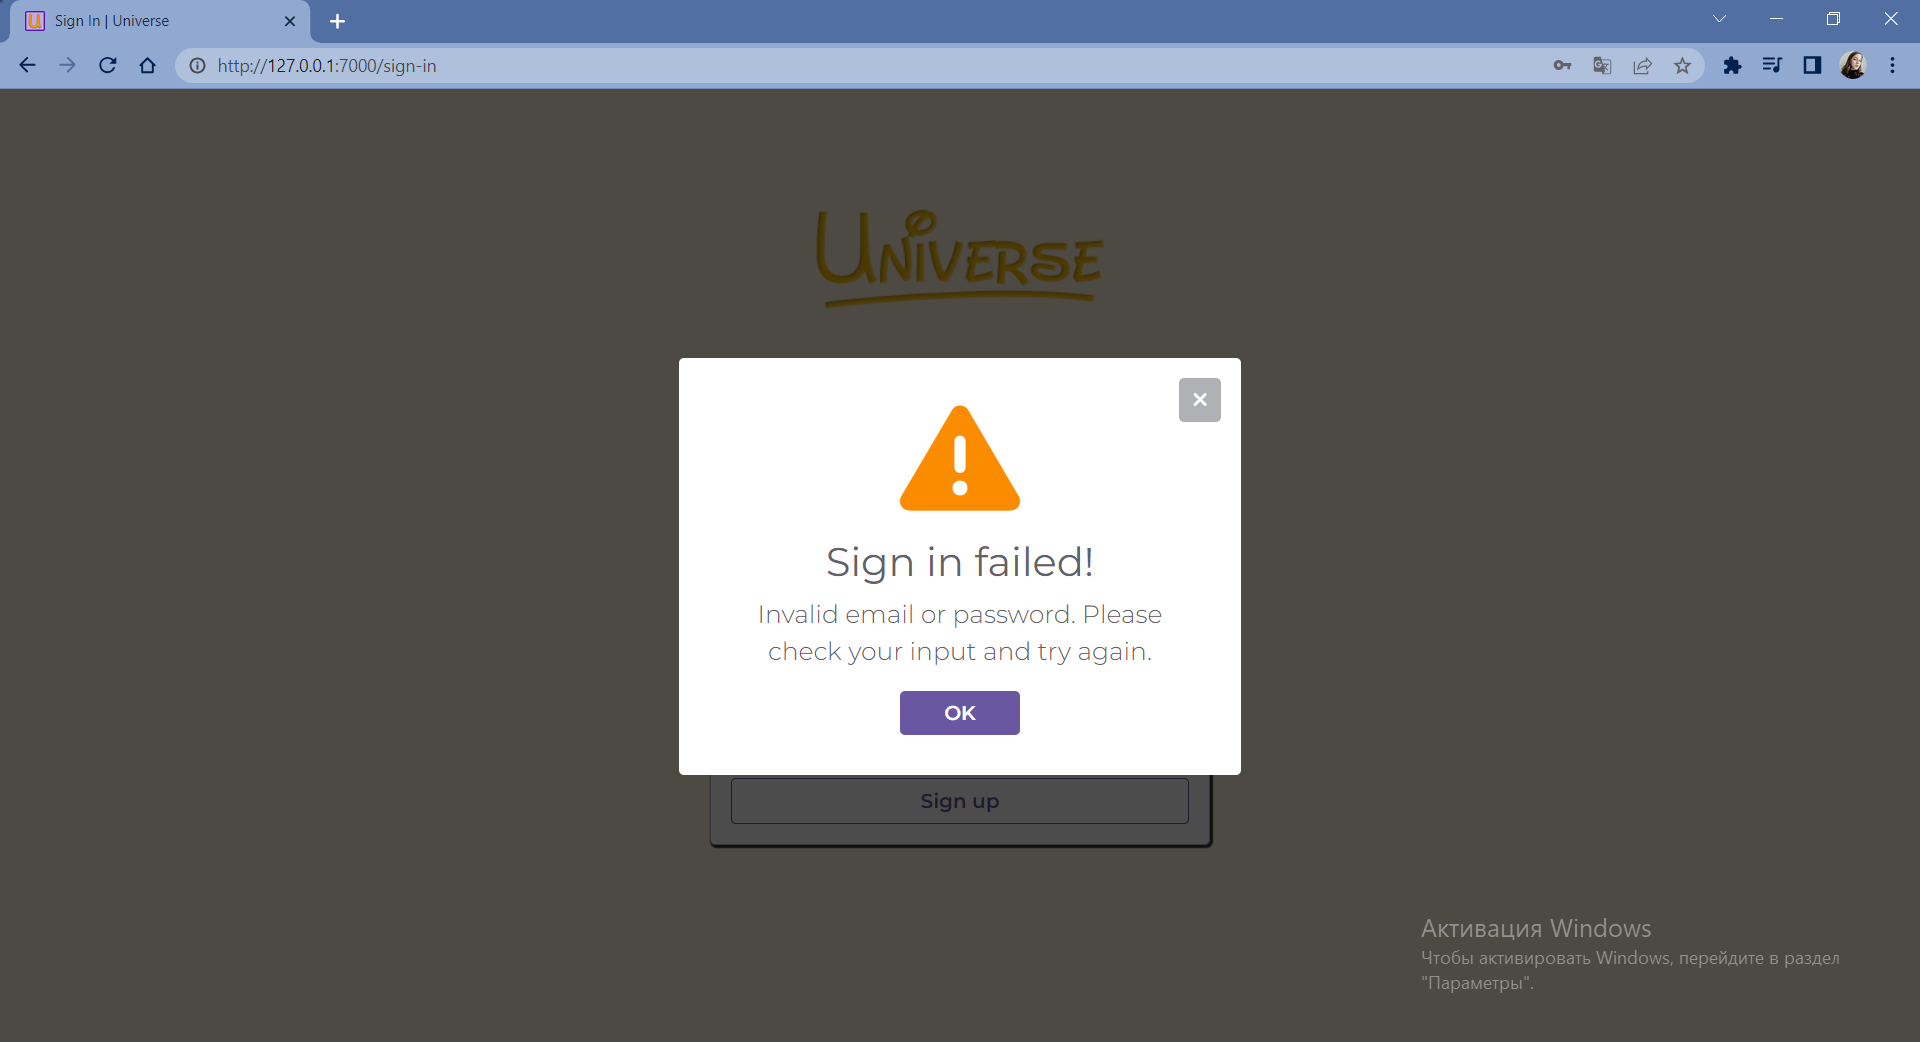 Sign In | Universe
http://127.0.0.1:7000/sign-in
UNIVERSE
Sign in failed!
Invalid email or password. Please
check your input and try again.
OK
Sign up
Активация Windows
Чтобы активировать Windows, перейдите в раздел
"Параметры".